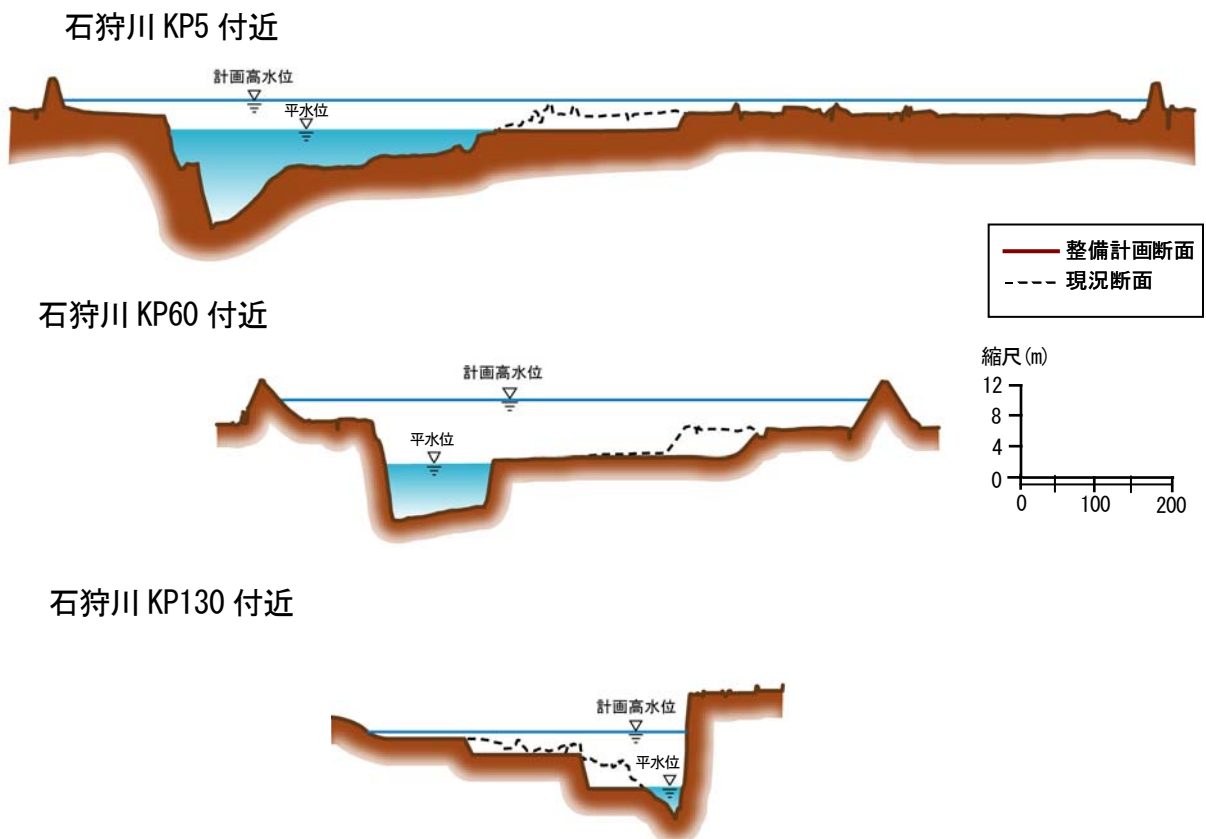 石狩川 KP5 付近
計画高水位
平水位
整備計画断面
現況断面
石狩川 KP60 付近
計画高水位
平水位
縮尺(m)
12
8
4
0
0 100 200
石狩川 KP130 付近
計画高水位
平水位